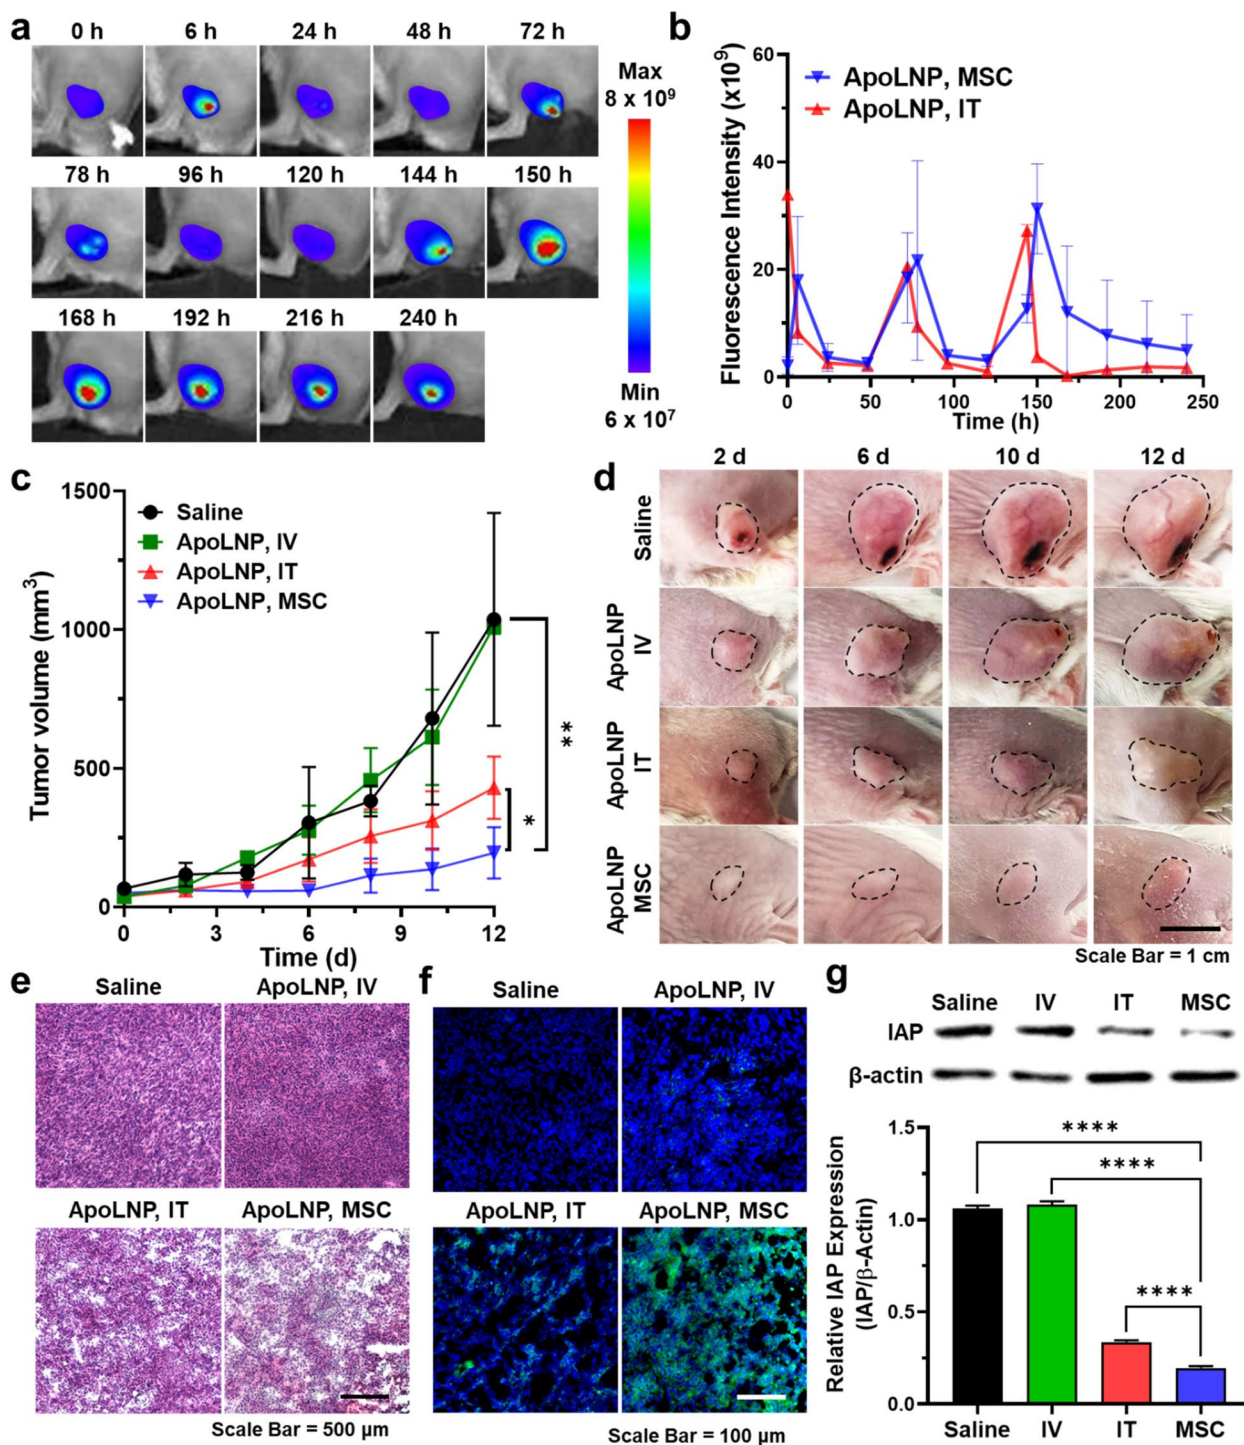 a
0 h 6 h 24 h 48 h 72 h
78 h 96 h 120 h 144 h 150 h
168 h 192 h 216 h 240 h
Max
8 x 10⁹
Min
6 x 10⁷
b
Fluorescence Intensity (x10⁹)
60
40
20
0
ApoLNP, MSC
ApoLNP, IT
0 50 100 150 200 250
Time (h)
c
Tumor volume (mm³)
1500
1000
500
0
Saline
ApoLNP, IV
ApoLNP, IT
ApoLNP, MSC
**
*
0 3 6 9 12
Time (d)
d
2 d 6 d 10 d 12 d
Saline
ApoLNP
IV
ApoLNP
IT
ApoLNP
MSC
Scale Bar = 1 cm
e
Saline ApoLNP, IV
ApoLNP, IT ApoLNP, MSC
Scale Bar = 500 µm
f
Saline ApoLNP, IV
ApoLNP, IT ApoLNP, MSC
Scale Bar = 100 µm
g
Saline IV IT MSC
IAP
β-actin
Relative IAP Expression
(IAP/β-Actin)
1.5
1.0
0.5
0.0
****
****
****
Saline IV IT MSC